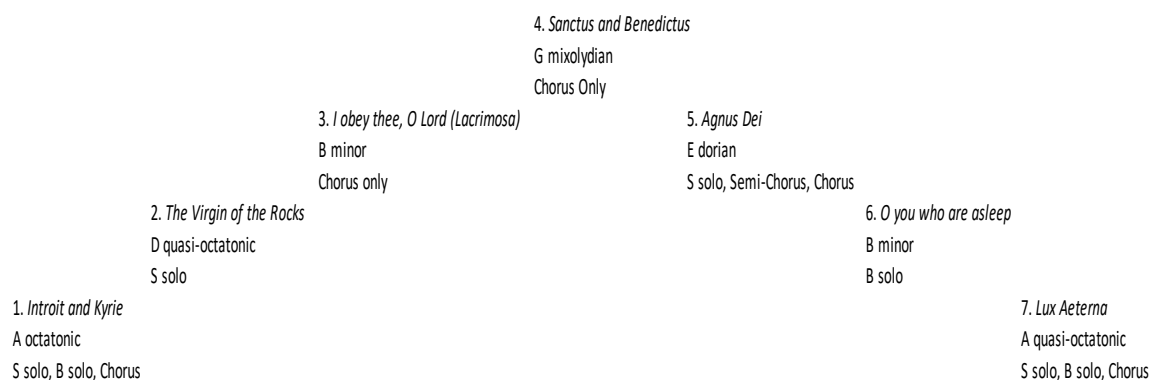 4. Sanctus and Benedictus
G mixolydian
Chorus Only
3. I obey thee, O Lord (Lacrimosa)
B minor
Chorus only
5. Agnus Dei
E dorian
S solo, Semi-Chorus, Chorus
2. The Virgin of the Rocks
D quasi-octatonic
S solo
6. O you who are asleep
B minor
B solo
1. Introit and Kyrie
A octatonic
S solo, B solo, Chorus
7. Lux Aeterna
A quasi-octatonic
S solo, B solo, Chorus